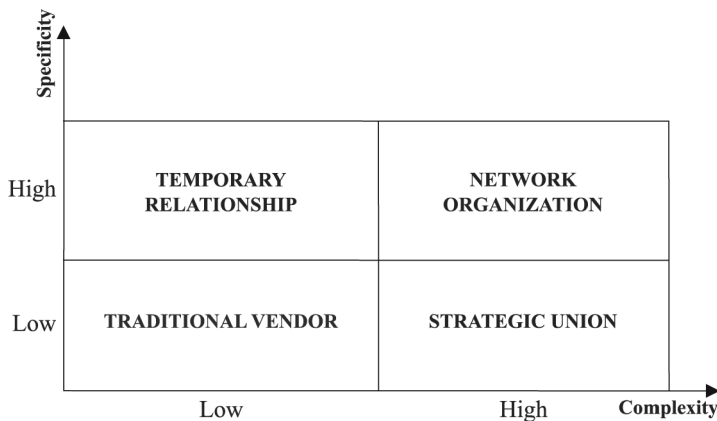 Specificity
High
TEMPORARY
RELATIONSHIP
NETWORK
ORGANIZATION
Low
TRADITIONAL VENDOR
STRATEGIC UNION
Low
High
Complexity